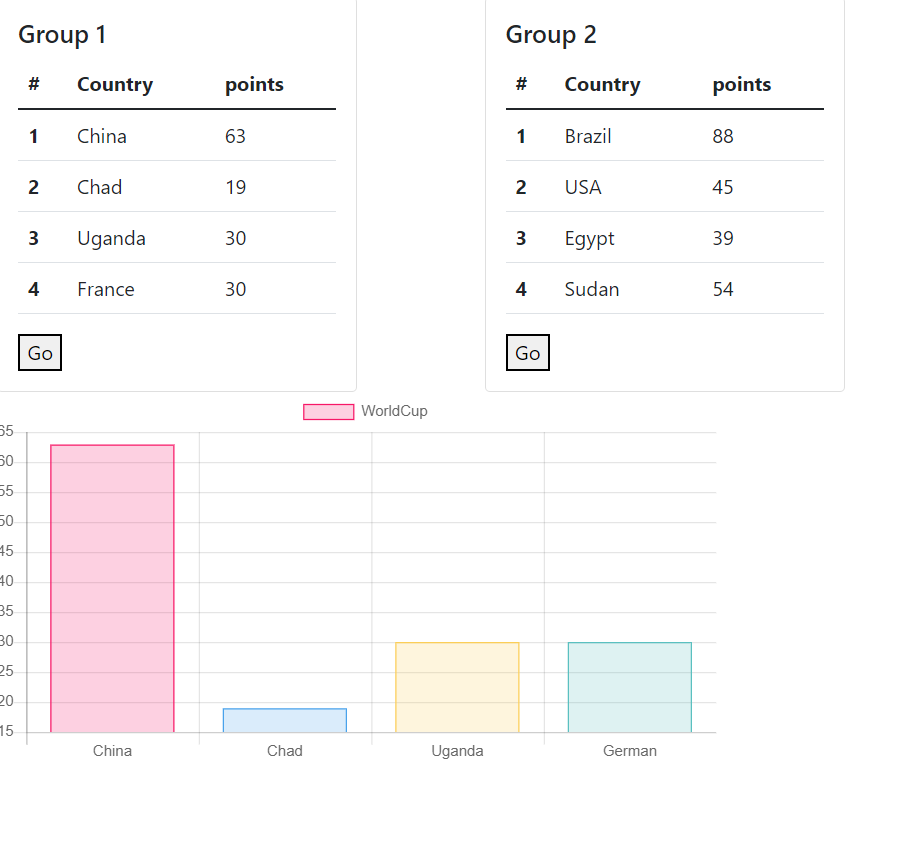 Group 1
# Country points
1 China 63
2 Chad 19
3 Uganda 30
4 France 30
Go
Group 2
# Country points
1 Brazil 88
2 USA 45
3 Egypt 39
4 Sudan 54
Go
WorldCup
65
60
55
50
45
40
35
30
25
20
15
China Chad Uganda German